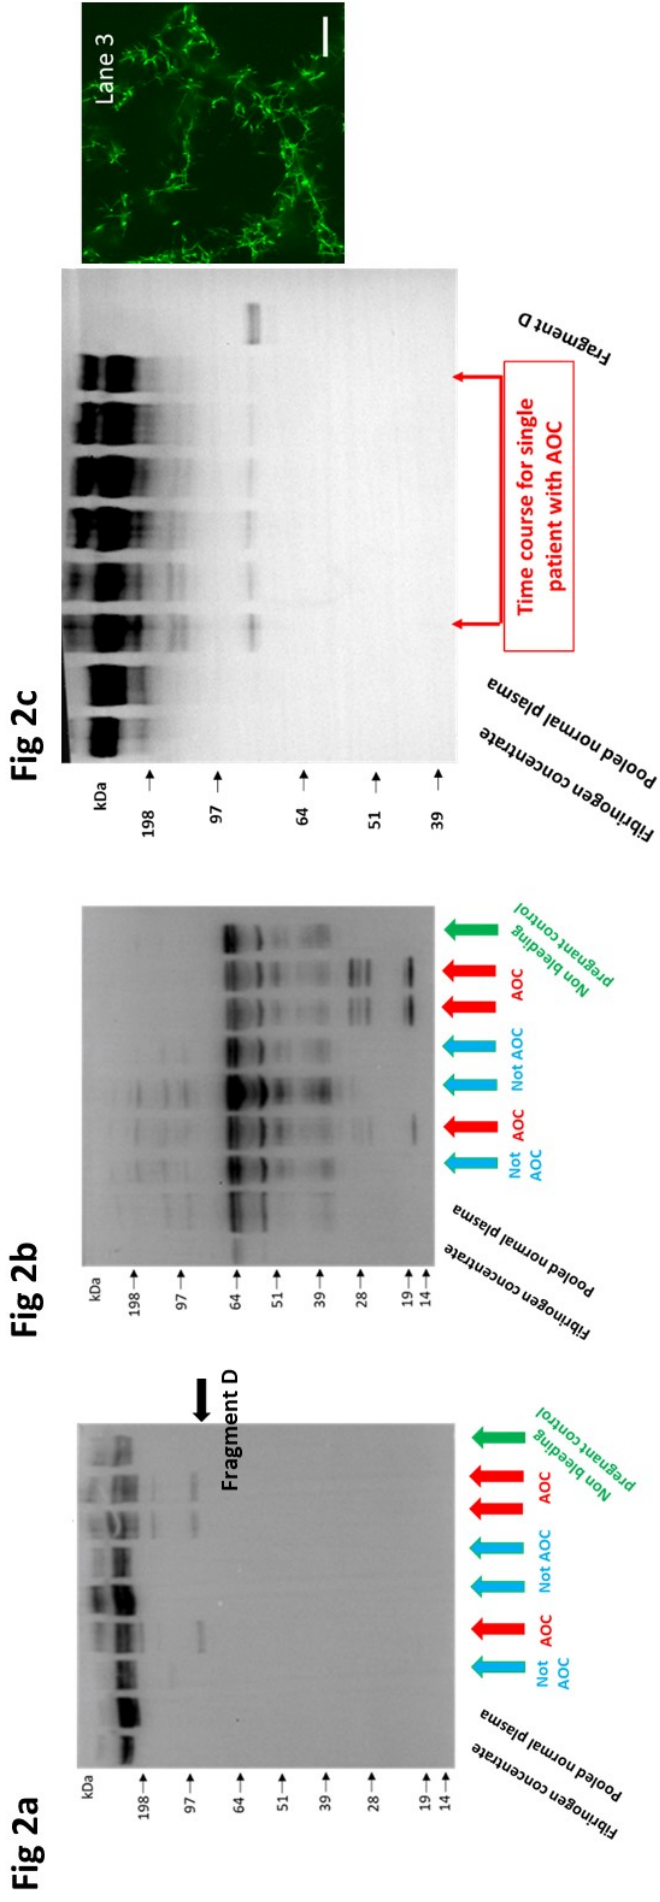 Fig 2a
kDa
198
97
64
51
39
28
19
14
Fragment D
Fibrinogen concentrate
Pooled normal plasma
Not
AOC
AOC
Not AOC
AOC
Non bleeding
pregnant control
Fig 2b
kDa
198
97
64
51
39
28
19
14
Fibrinogen concentrate
Pooled normal plasma
Not
AOC
AOC
Not AOC
AOC
Non bleeding
pregnant control
Fig 2c
kDa
198
97
64
51
39
Fibrinogen concentrate
Pooled normal plasma
Time course for single
patient with AOC
Fragment D
Lane 3